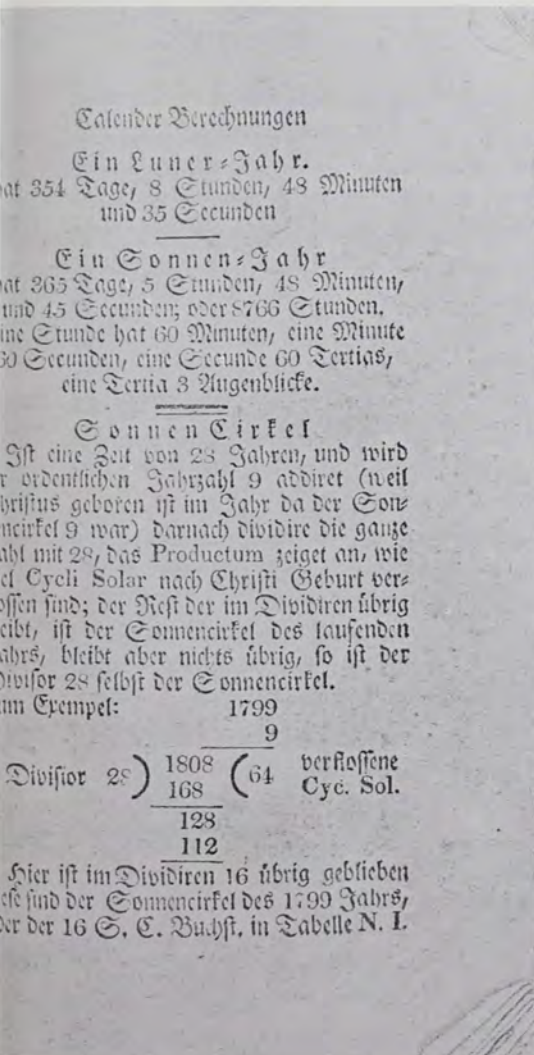 Calender Berechnungen
Ein Luner-Jahr.
hat 354 Tage, 8 Stunden, 48 Minuten
und 35 Secunden
Ein Sonnen-Jahr
hat 365 Tage, 5 Stunden, 48 Minuten,
und 45 Secunden; oder 8766 Stunden.
ine Stunde hat 60 Minuten, eine Minute
60 Secunden, eine Secunde 60 Tertias,
eine Tertia 3 Augenblicke.
Sonnen Cirkel
Ist eine Zeit von 28 Jahren, und wird
r ordentlichen Jahrzahl 9 addiret (weil
hristus geboren ist im Jahr da der Son-
encirkel 9 war) darnach dividire die ganze
ahl mit 28, das Productum zeiget an, wie
el Cycli Solar nach Christi Geburt ver-
ossen sind; der Rest der im Dividiren übrig
eibt, ist der Sonnencirkel des laufenden
ahrs, bleibt aber nichts übrig, so ist der
Divisor 28 selbst der Sonnencirkel.
um Exempel: 1799
9
Divisior 28) 1808 (64 verflossene
168 Cyc. Sol.
128
112
Hier ist im Dividiren 16 übrig geblieben
ese sind der Sonnencirkel des 1799 Jahrs,
der der 16 S. C. Buchst. in Tabelle N. I.